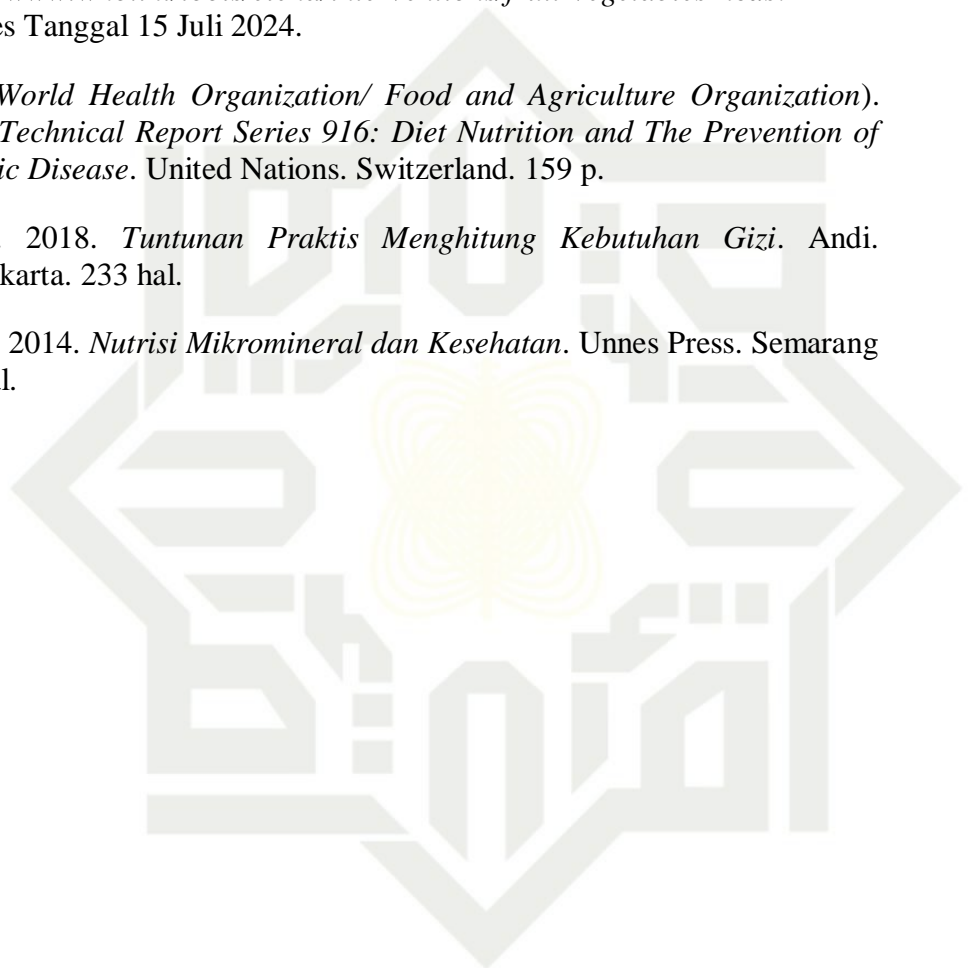 es Tanggal 15 Juli 2024.
World Health Organization/ Food and Agriculture Organization).
Technical Report Series 916: Diet Nutrition and The Prevention of
ic Disease. United Nations. Switzerland. 159 p.
2018. Tuntunan Praktis Menghitung Kebutuhan Gizi. Andi.
karta. 233 hal.
2014. Nutrisi Mikromineral dan Kesehatan. Unnes Press. Semarang
l.